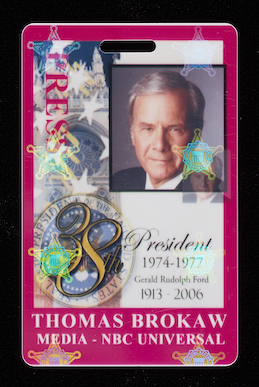 PRESS
38th
President
1974-1977
Gerald Rudolph Ford
1913 - 2006
THOMAS BROKAW
MEDIA - NBC UNIVERSAL